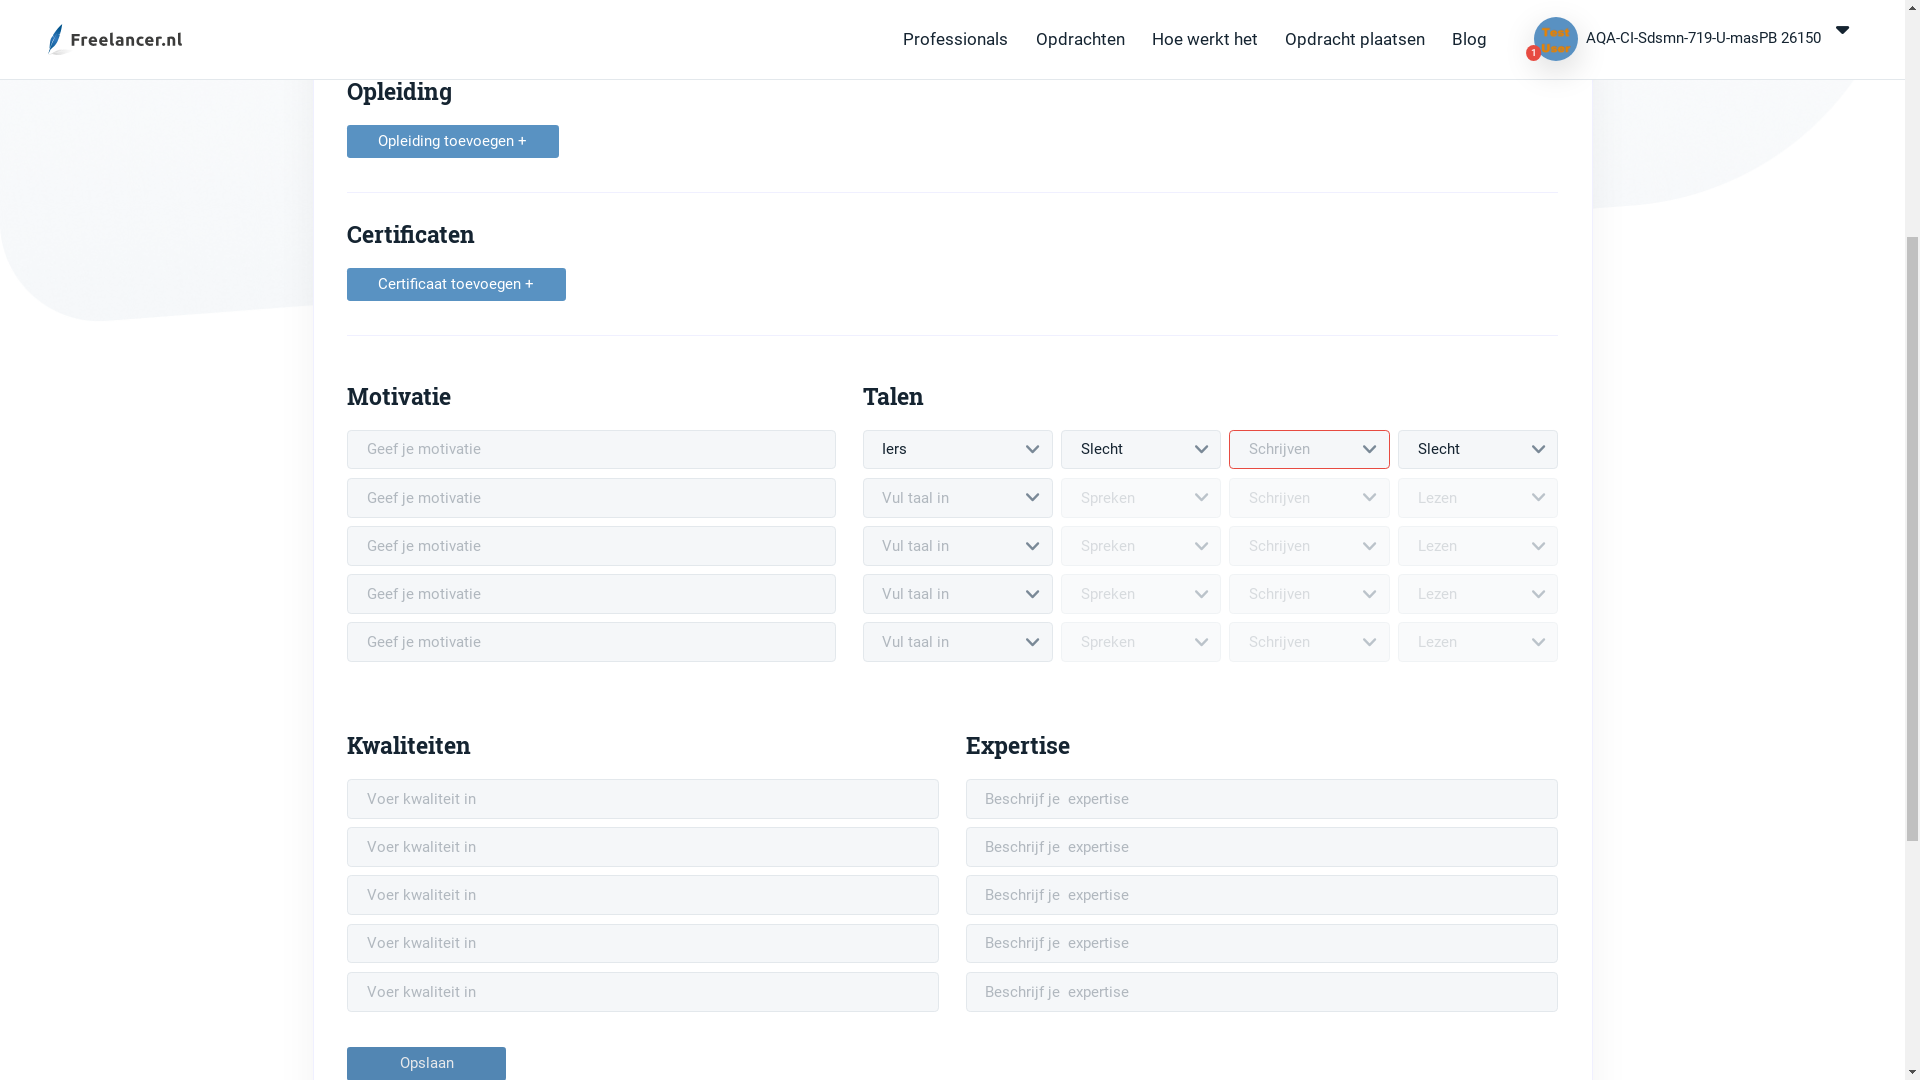 Freelancer.nl
Professionals
Opdrachten
Hoe werkt het
Opdracht plaatsen
Blog
Test User
1
AQA-CI-Sdsmn-719-U-masPB 26150
Opleiding
Opleiding toevoegen +
Certificaten
Certificaat toevoegen +
Motivatie
Geef je motivatie
Geef je motivatie
Geef je motivatie
Geef je motivatie
Geef je motivatie
Talen
Iers Slecht Schrijven Slecht
Vul taal in Spreken Schrijven Lezen
Vul taal in Spreken Schrijven Lezen
Vul taal in Spreken Schrijven Lezen
Vul taal in Spreken Schrijven Lezen
Kwaliteiten
Voer kwaliteit in
Voer kwaliteit in
Voer kwaliteit in
Voer kwaliteit in
Voer kwaliteit in
Expertise
Beschrijf je  expertise
Beschrijf je  expertise
Beschrijf je  expertise
Beschrijf je  expertise
Beschrijf je  expertise
Opslaan